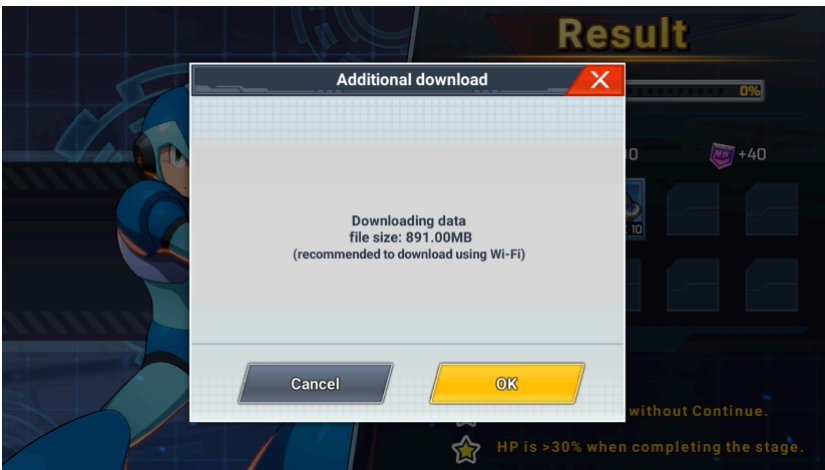 Result
Additional download
0%
+40
Downloading data
file size: 891.00MB
(recommended to download using Wi-Fi)
10
Cancel
OK
without Continue.
HP is >30% when completing the stage.